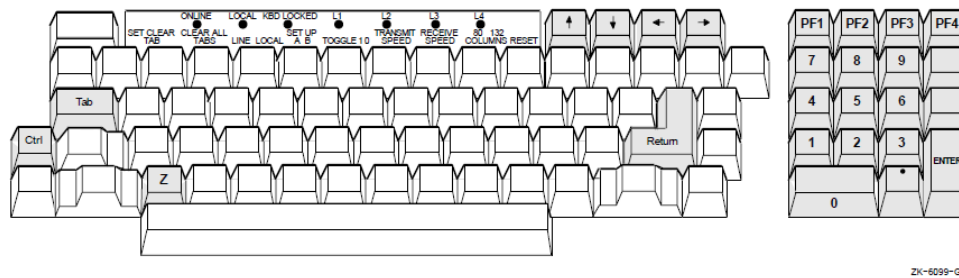 ONLINE LOCAL KBD LOCKED L1 L2 L3 L4
SET CLEAR TAB CLEAR ALL TABS LINE LOCAL SET UP A B TOGGLE 1 0 TRANSMIT SPEED RECEIVE SPEED 80 132 COLUMNS RESET
↑ ↓ ← →
PF1 PF2 PF3 PF4
7 8 9
Tab
4 5 6
Ctrl
Return
1 2 3
ENTER
Z
0 .
ZK-6099-G